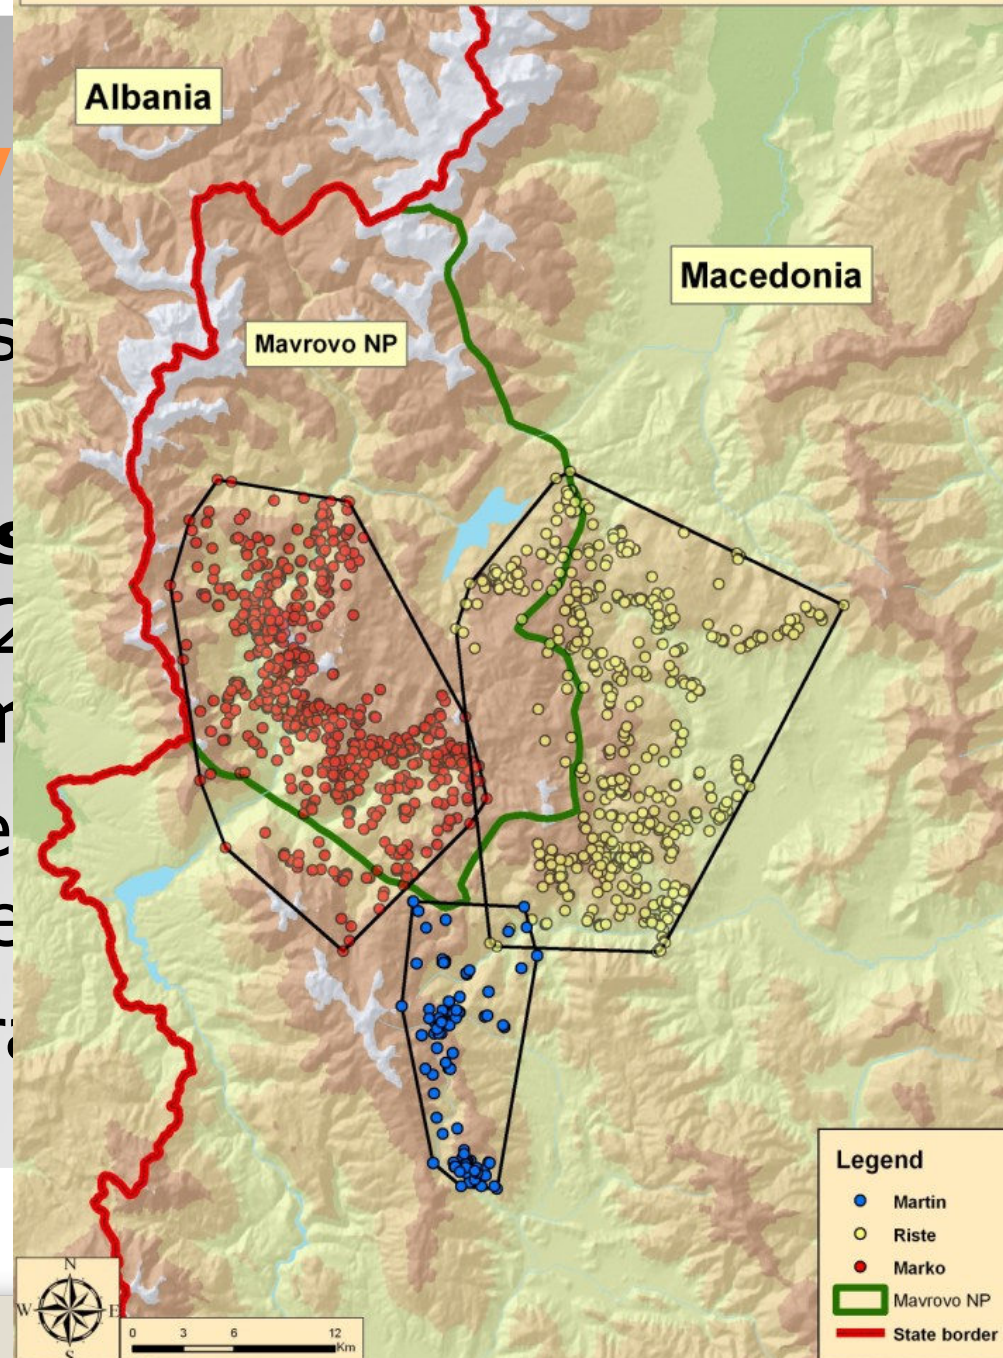 Albania
Macedonia
Mavrovo NP
Legend
Martin
Riste
Marko
Mavrovo NP
State border
N
W E
S
0 3 6 12
Km